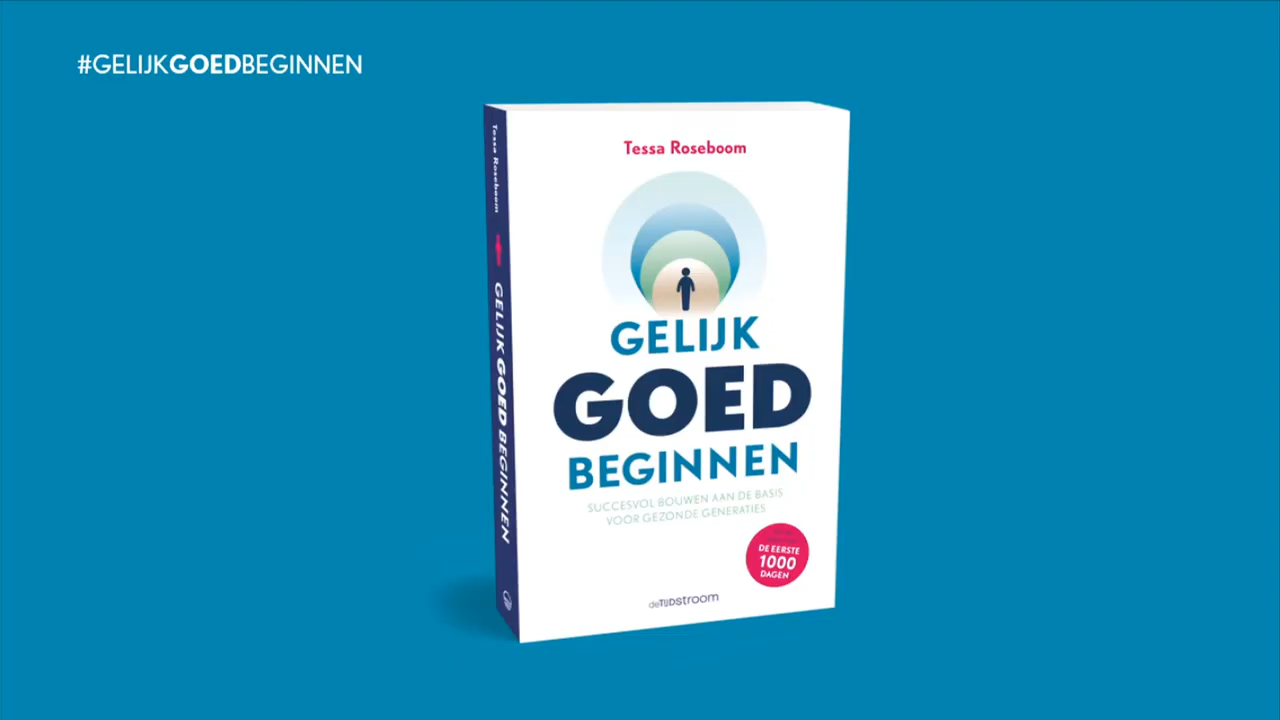 #GELIJKGOEDBEGINNEN
Tessa Roseboom
GELIJK
GOED
BEGINNEN
SUCCESVOL BOUWEN AAN DE BASIS
VOOR GEZONDE GENERATIES
DE EERSTE
1000
DAGEN
deTIJDstroom
Tessa Roseboom
GELIJK GOED BEGINNEN